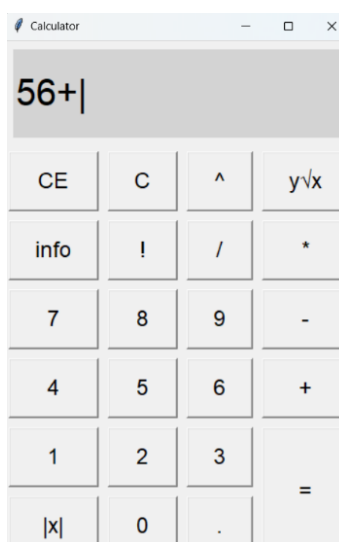 Calculator
56+|
CE C ^ y√x
info ! / *
7 8 9 -
4 5 6 +
1 2 3 =
|x| 0 .